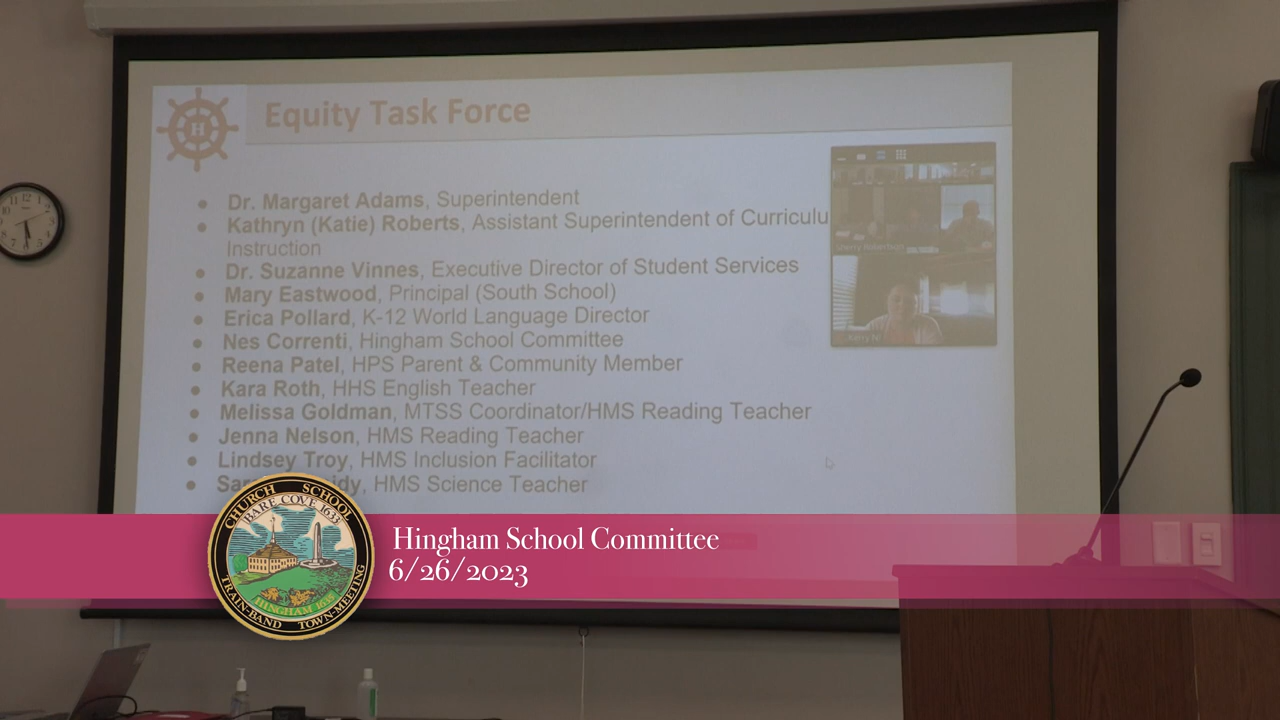 Equity Task Force
H
● Dr. Margaret Adams, Superintendent
● Kathryn (Katie) Roberts, Assistant Superintendent of Curriculu
Instruction
● Dr. Suzanne Vinnes, Executive Director of Student Services
● Mary Eastwood, Principal (South School)
● Erica Pollard, K-12 World Language Director
● Nes Correnti, Hingham School Committee
● Reena Patel, HPS Parent & Community Member
● Kara Roth, HHS English Teacher
● Melissa Goldman, MTSS Coordinator/HMS Reading Teacher
● Jenna Nelson, HMS Reading Teacher
● Lindsey Troy, HMS Inclusion Facilitator
● HMS Science Teacher
Kerry Ni
CHURCH SCHOOL
BARE COVE 1633
HINGHAM 1635
TRAIN-BAND TOWN-MEETING
Hingham School Committee
6/26/2023